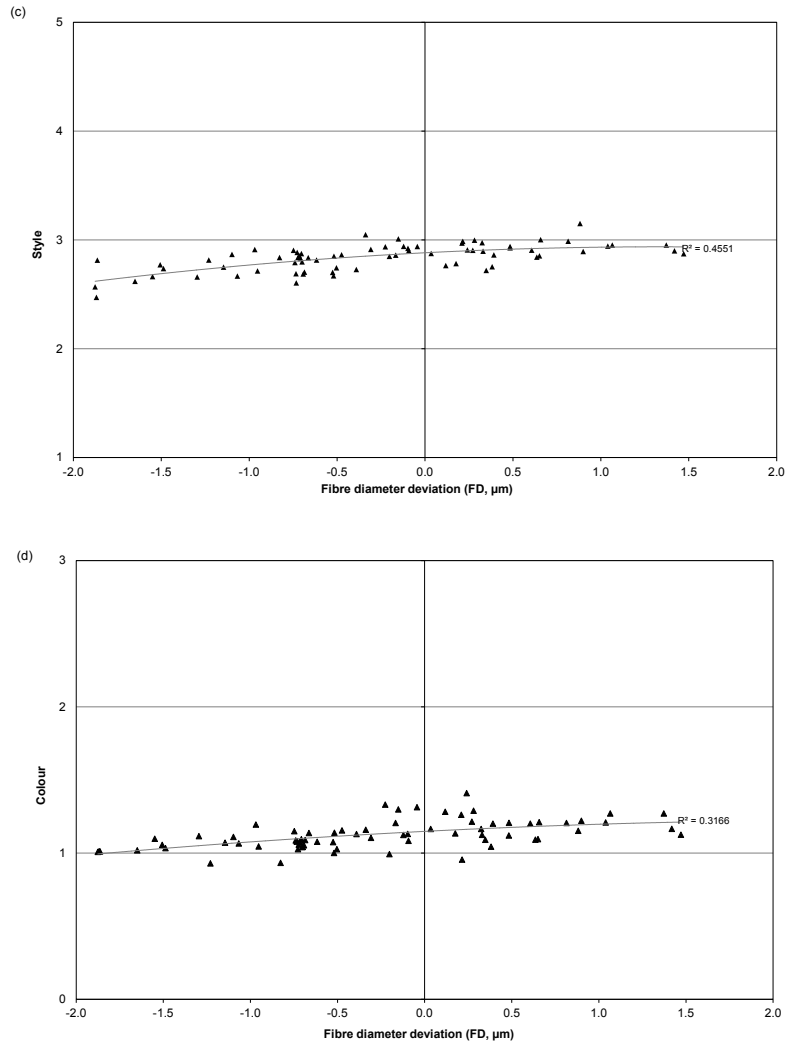 (c)
5
4
3
2
1
Style
R² = 0.4551
-2.0 -1.5 -1.0 -0.5 0.0 0.5 1.0 1.5 2.0
Fibre diameter deviation (FD, µm)
(d)
3
2
1
0
Colour
R² = 0.3166
-2.0 -1.5 -1.0 -0.5 0.0 0.5 1.0 1.5 2.0
Fibre diameter deviation (FD, µm)